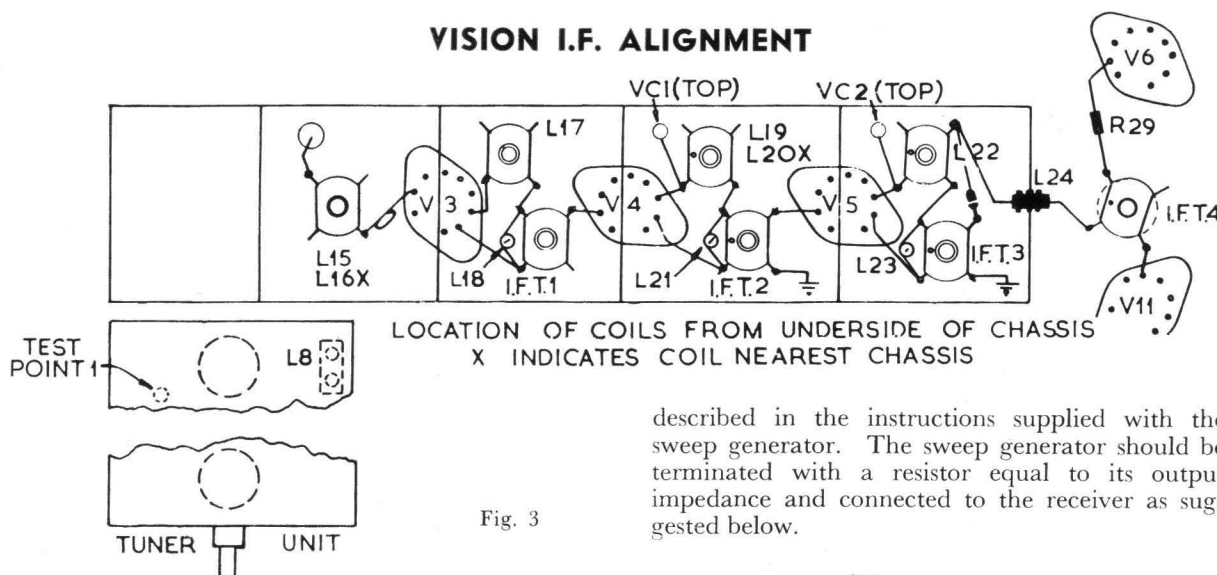 VISION I.F. ALIGNMENT
V6
VC1(TOP)
VC2(TOP)
L17
L19
L20X
L22
R29
L24
V3
V4
V5
I.F.T.4
L15
L16X
L18
I.F.T.1
L21
I.F.T.2
L23
I.F.T.3
V11
LOCATION OF COILS FROM UNDERSIDE OF CHASSIS
X INDICATES COIL NEAREST CHASSIS
TEST
POINT 1
L8
TUNER UNIT
Fig. 3
described in the instructions supplied with the
sweep generator. The sweep generator should be
terminated with a resistor equal to its output
impedance and connected to the receiver as sug-
gested below.